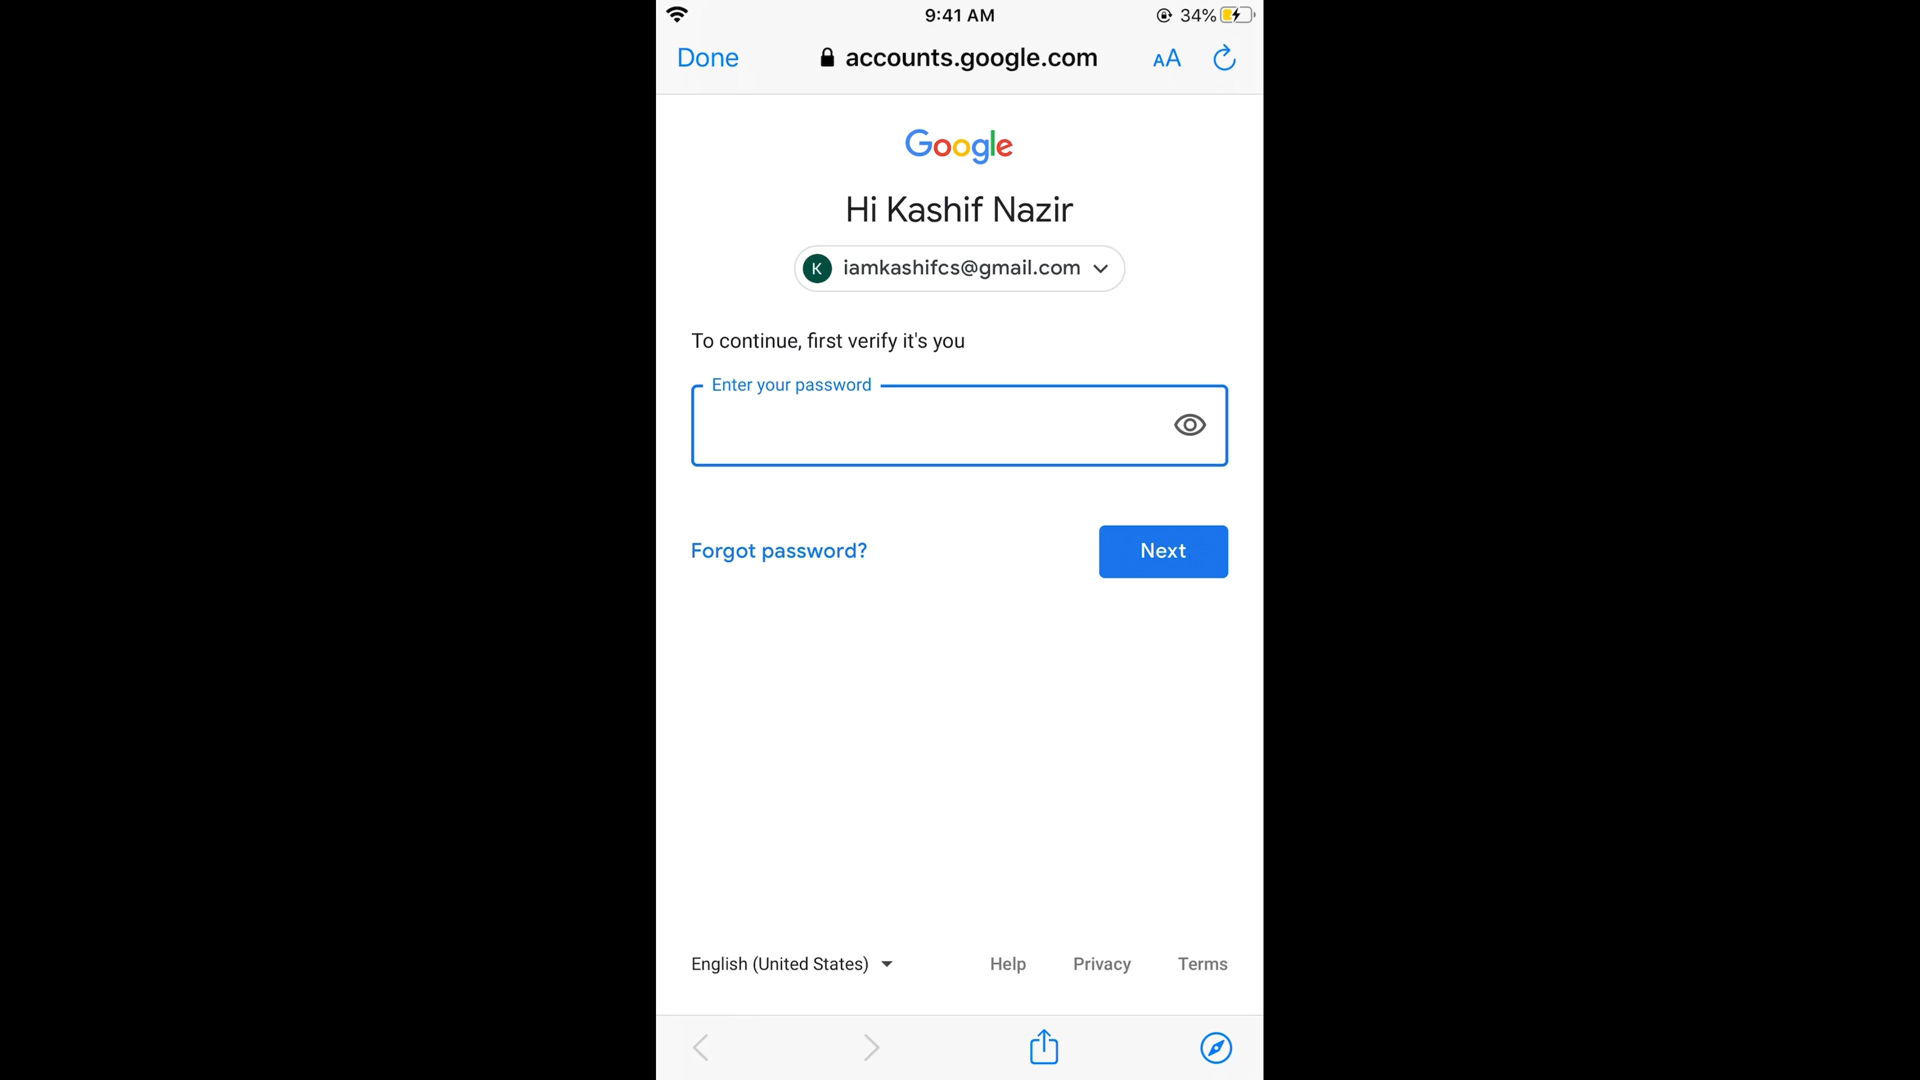 9:41 AM
34%
Done
accounts.google.com
AA
Google
Hi Kashif Nazir
K
iamkashifcs@gmail.com
To continue, first verify it's you
Enter your password
Forgot password?
Next
English (United States)
Help
Privacy
Terms